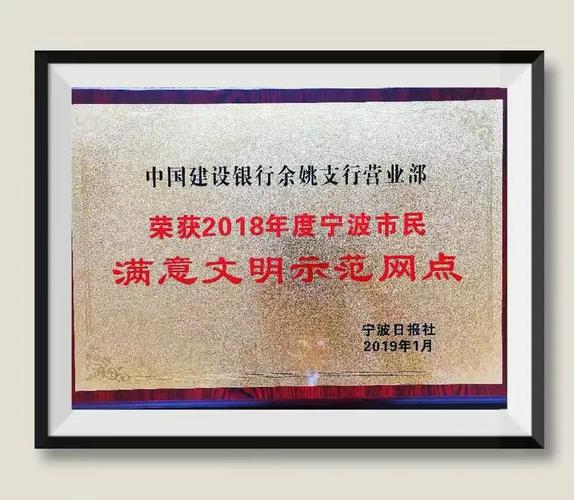 中国建设银行余姚支行营业部
荣获2018年度宁波市民
满意文明示范网点
宁波日报社
2019年1月